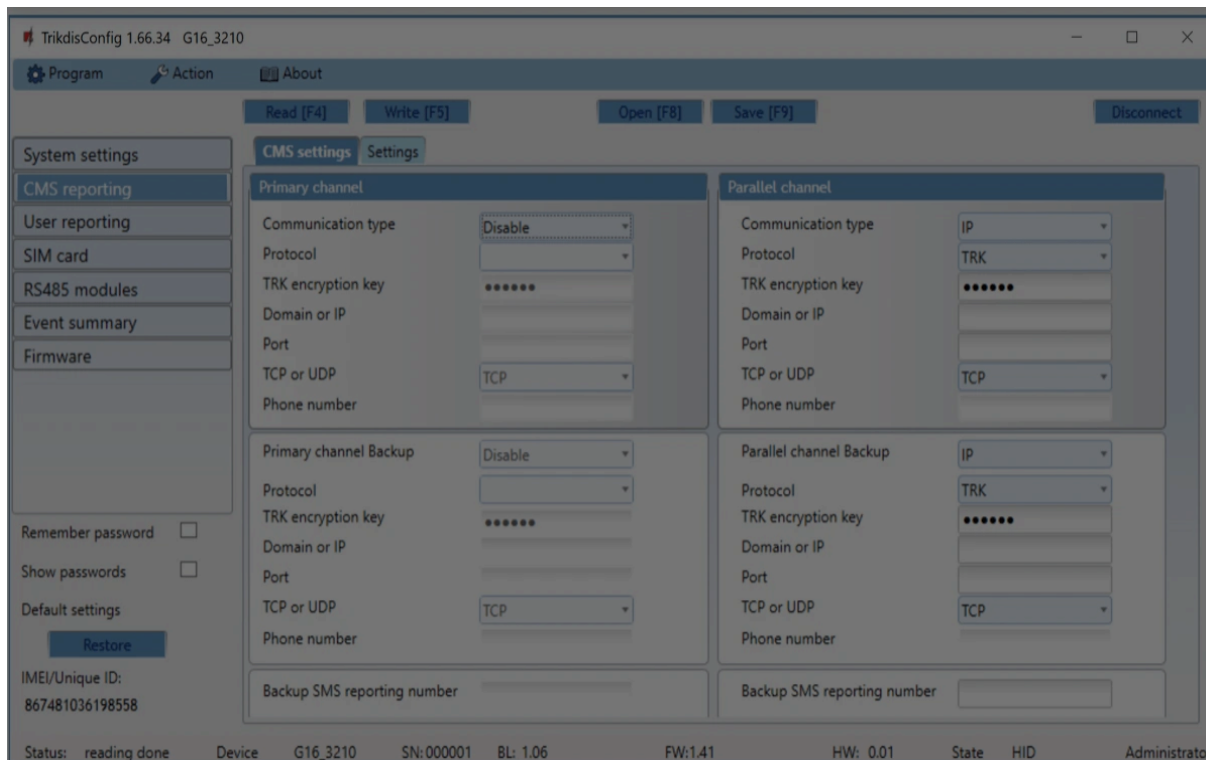 TrikdisConfig 1.66.34 G16_3210
Program Action About
Read [F4] Write [F5] Open [F8] Save [F9] Disconnect
System settings
CMS reporting
User reporting
SIM card
RS485 modules
Event summary
Firmware
Remember password
Show passwords
Default settings
Restore
IMEI/Unique ID:
867481036198558
CMS settings Settings
Primary channel
Communication type Disable
Protocol
TRK encryption key ••••••
Domain or IP
Port
TCP or UDP TCP
Phone number
Primary channel Backup Disable
Protocol
TRK encryption key ••••••
Domain or IP
Port
TCP or UDP TCP
Phone number
Backup SMS reporting number
Parallel channel
Communication type IP
Protocol TRK
TRK encryption key ••••••
Domain or IP
Port
TCP or UDP TCP
Phone number
Parallel channel Backup IP
Protocol TRK
TRK encryption key ••••••
Domain or IP
Port
TCP or UDP TCP
Phone number
Backup SMS reporting number
Status: reading done Device G16_3210 SN: 000001 BL: 1.06 FW:1.41 HW: 0.01 State HID Administrato